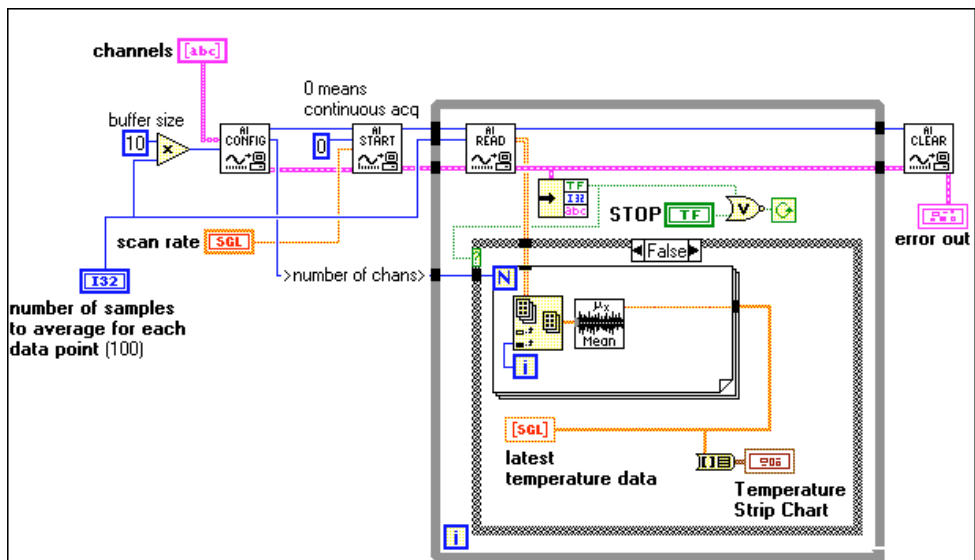 channels
[abc]
0 means
continuous acq
buffer size
10
x
AI
CONFIG
0
AI
START
AI
READ
AI
CLEAR
TF
I32
abc
STOP
TF
V
error out
scan rate
SGL
?
False
>number of chans>
N
I32
number of samples
to average for each
data point (100)
μx
Mean
i
[SGL]
latest
temperature data
Temperature
Strip Chart
i